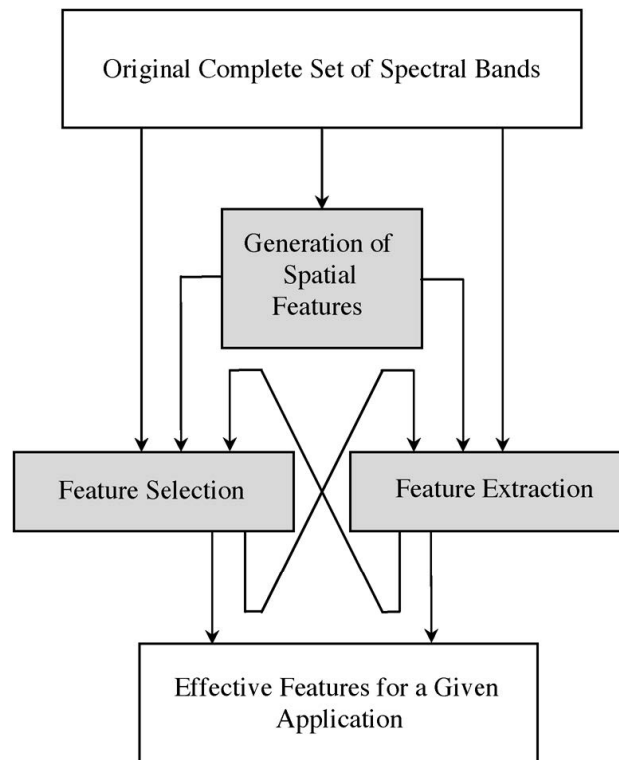 Original Complete Set of Spectral Bands
Generation of
Spatial
Features
Feature Selection
Feature Extraction
Effective Features for a Given
Application